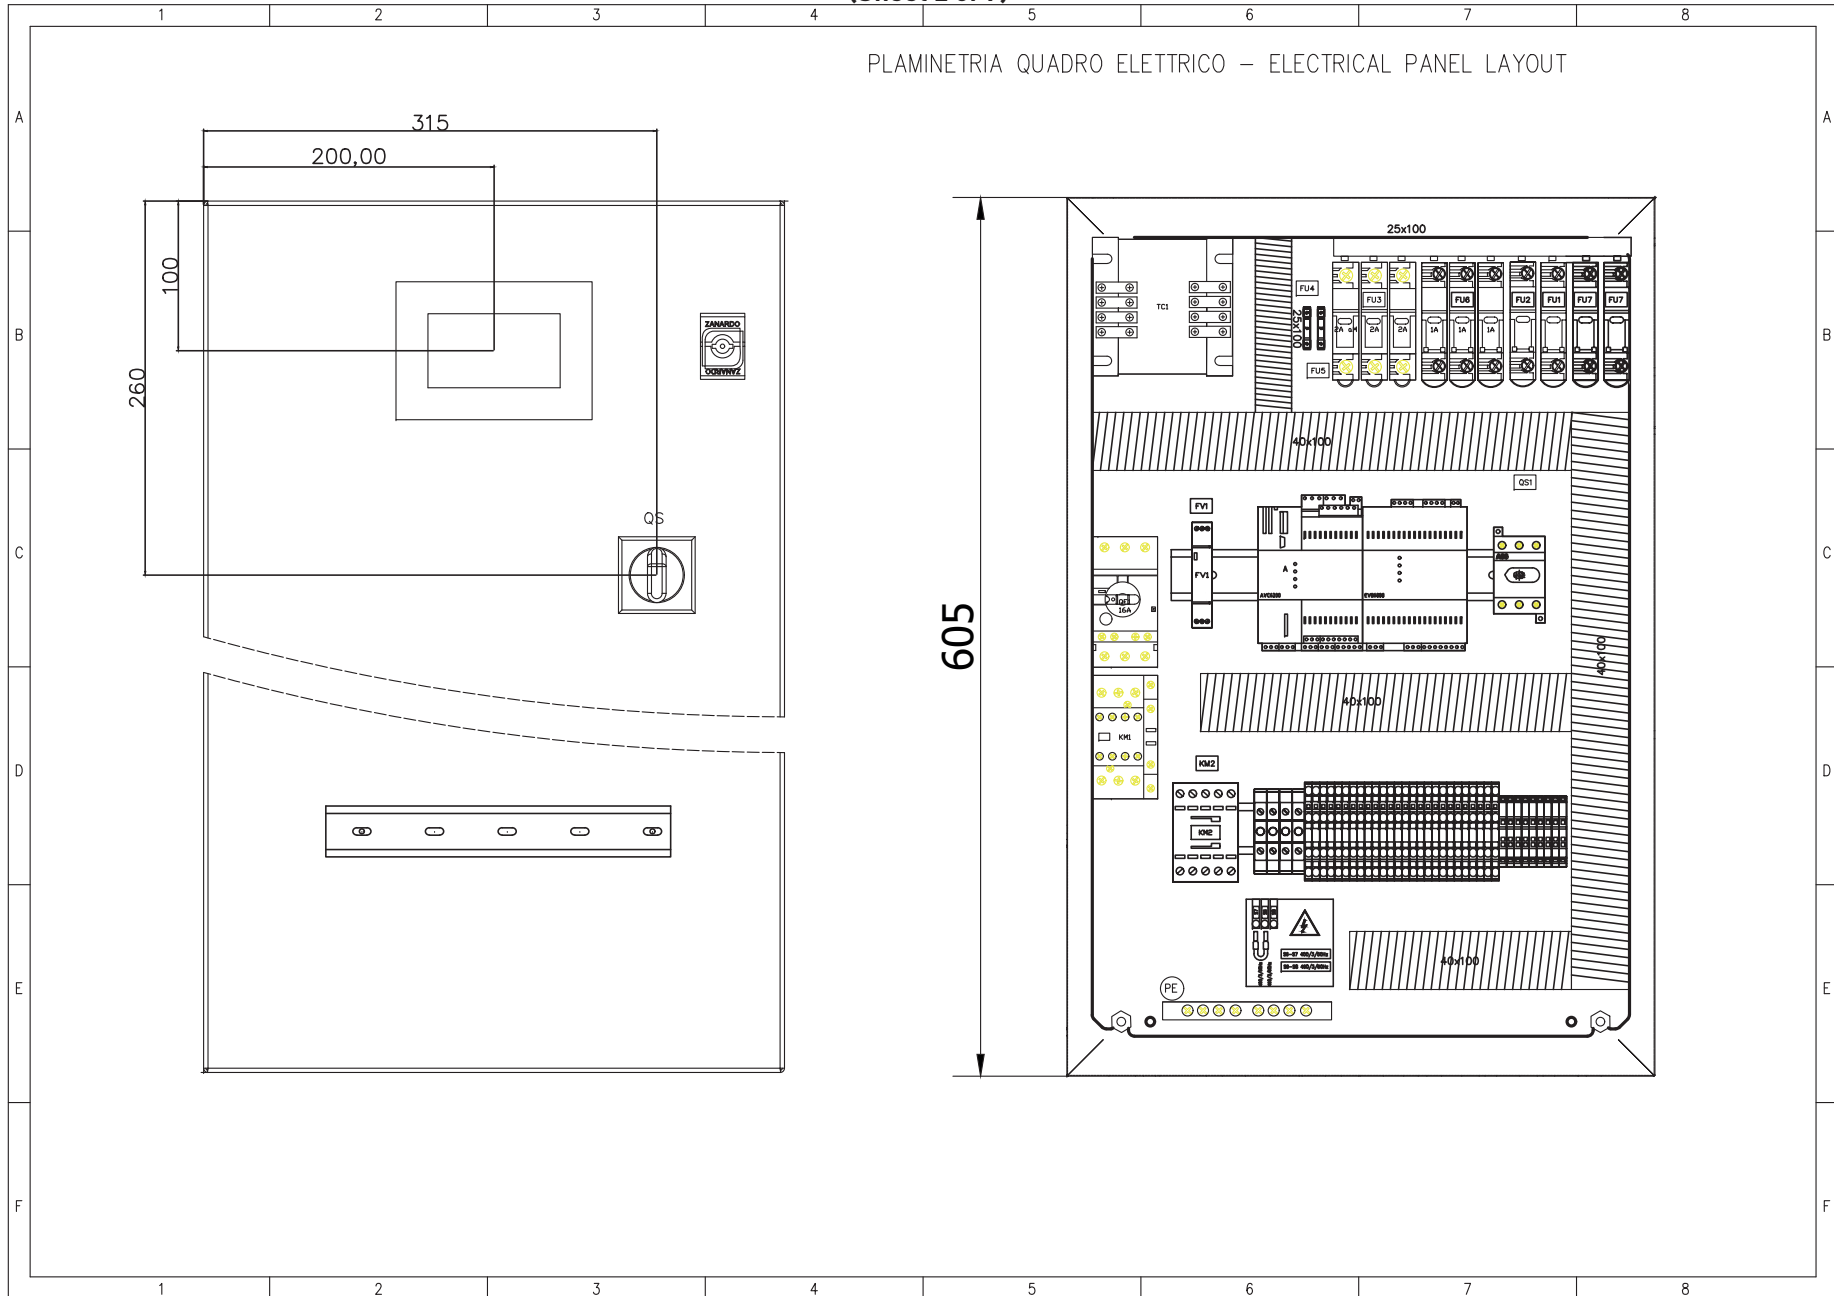 1 2 3 4 5 6 7 8
PLAMINETRIA QUADRO ELETTRICO – ELECTRICAL PANEL LAYOUT
A A
315
200,00
100
260
B B
ZANARDO
ZANARDO
QS
C C
D D
E E
F F
605
25x100
TC1
FU4
25x100
FU5
FU3
FU6
FU2
FU1
FU7
FU7
2A gM
2A
2A
1A
1A
1A
40x100
QS1
FV1
FV1
A
16A
40x100
40x100
KM1
KM2
KM2
40x100
PE
1 2 3 4 5 6 7 8